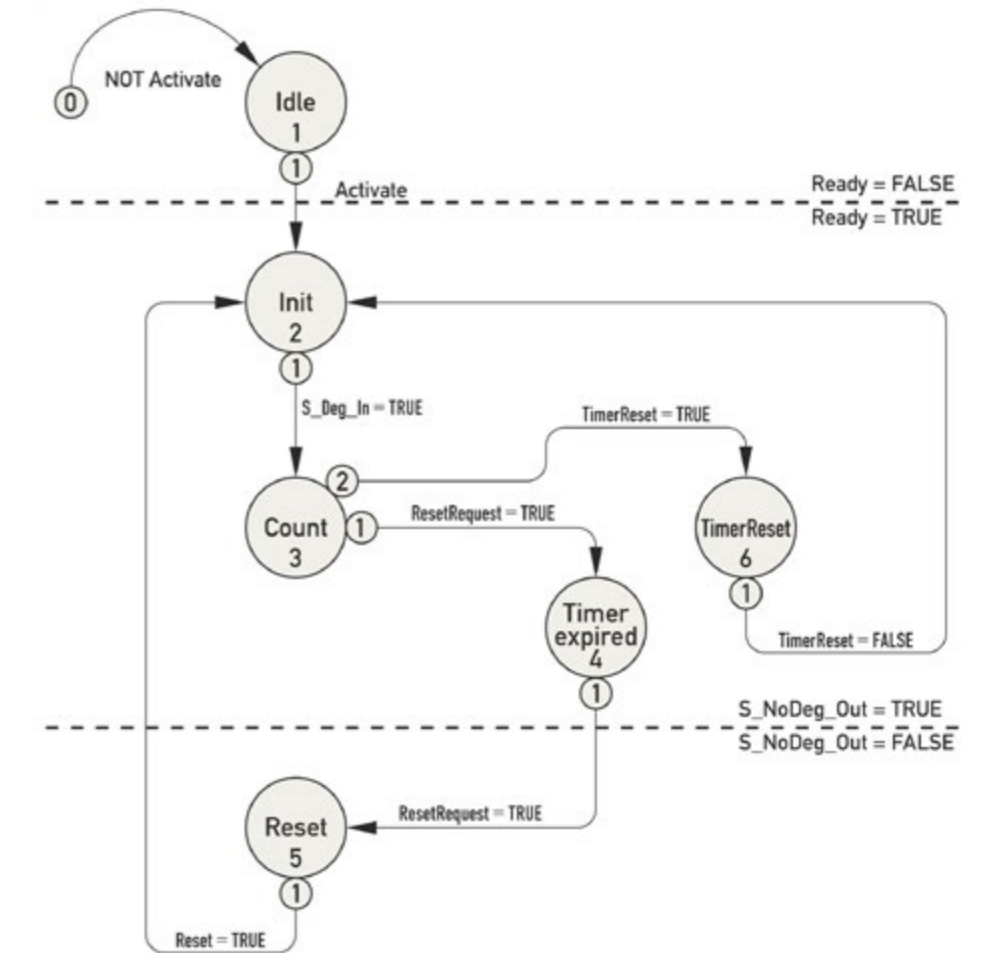 0
NOT Activate
Idle
1
1
Activate
Ready = FALSE
Ready = TRUE
Init
2
1
S_Deg_In = TRUE
TimerReset = TRUE
2
ResetRequest = TRUE
Count
3
1
TimerReset
6
1
Timer
expired
4
1
TimerReset = FALSE
S_NoDeg_Out = TRUE
S_NoDeg_Out = FALSE
ResetRequest = TRUE
Reset
5
1
Reset = TRUE